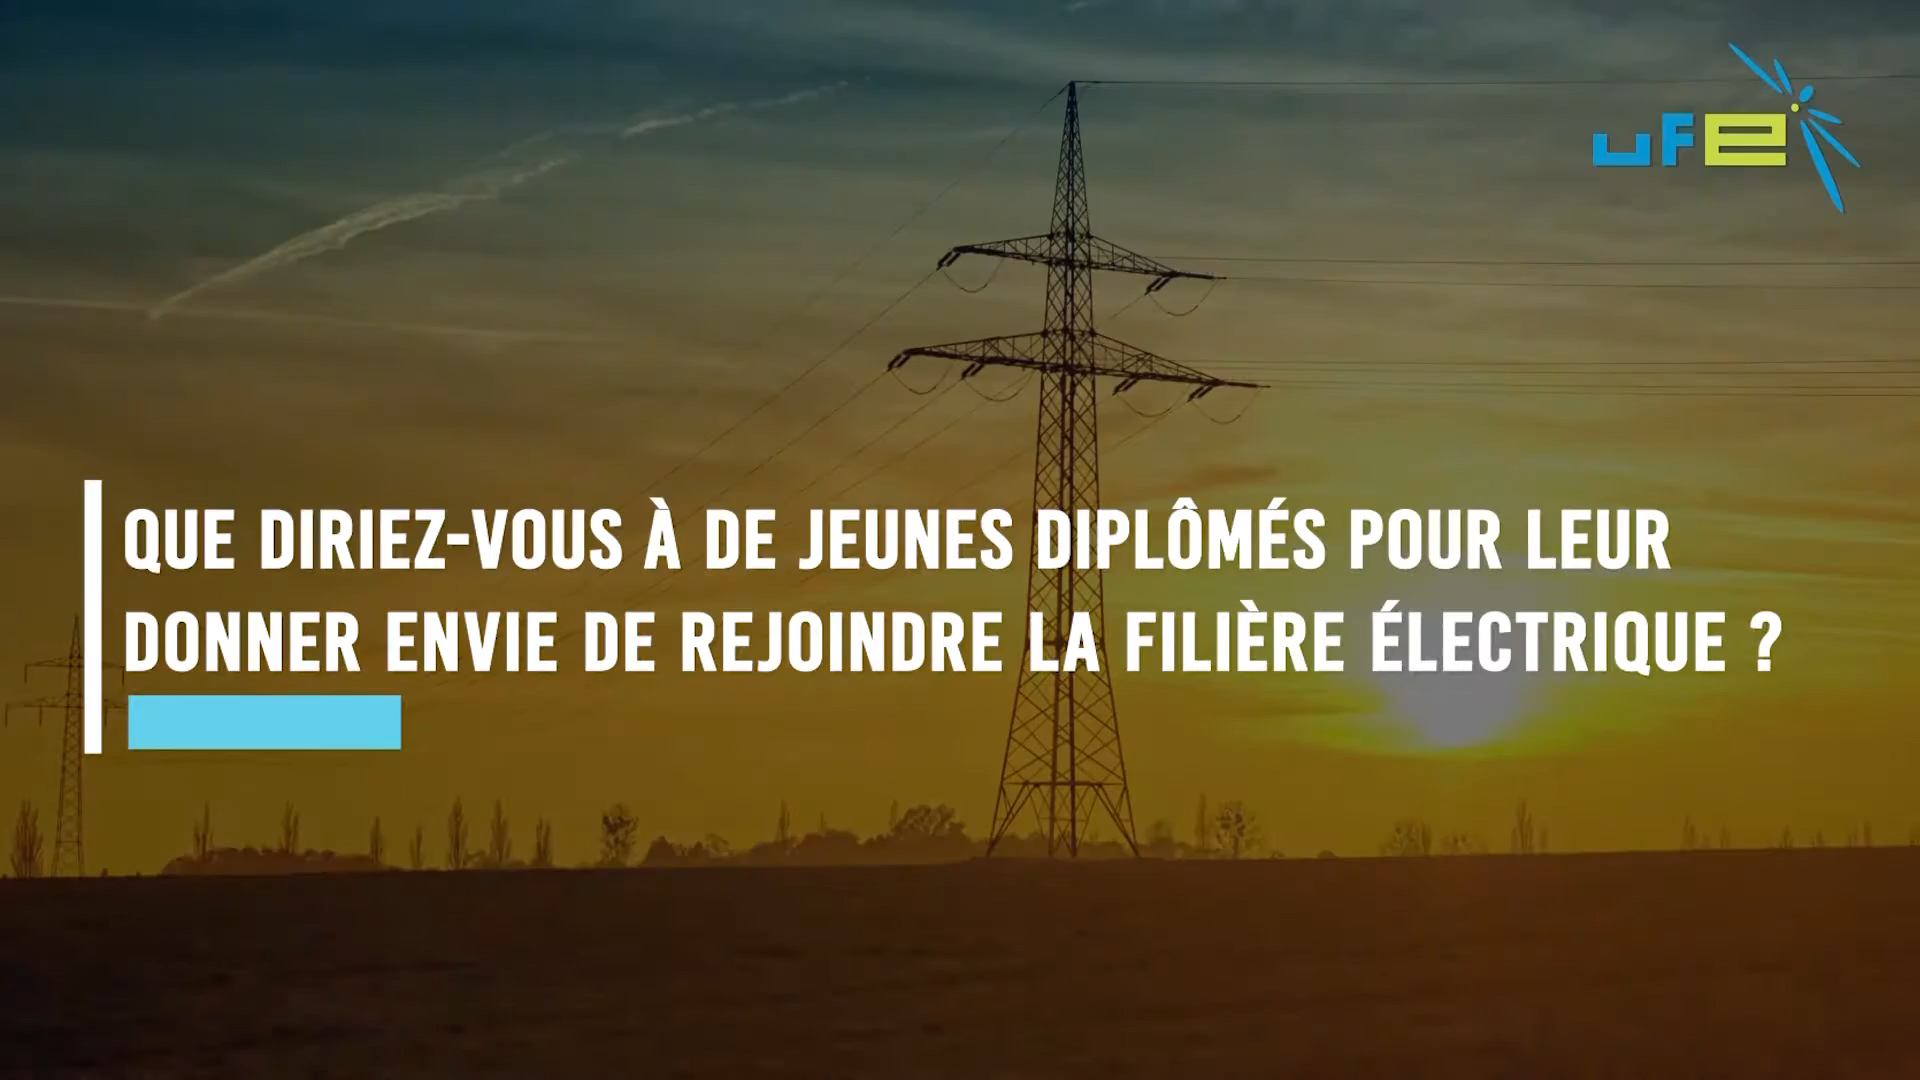 ufe
QUE DIRIEZ-VOUS À DE JEUNES DIPLÔMÉS POUR LEUR
DONNER ENVIE DE REJOINDRE LA FILIÈRE ÉLECTRIQUE ?